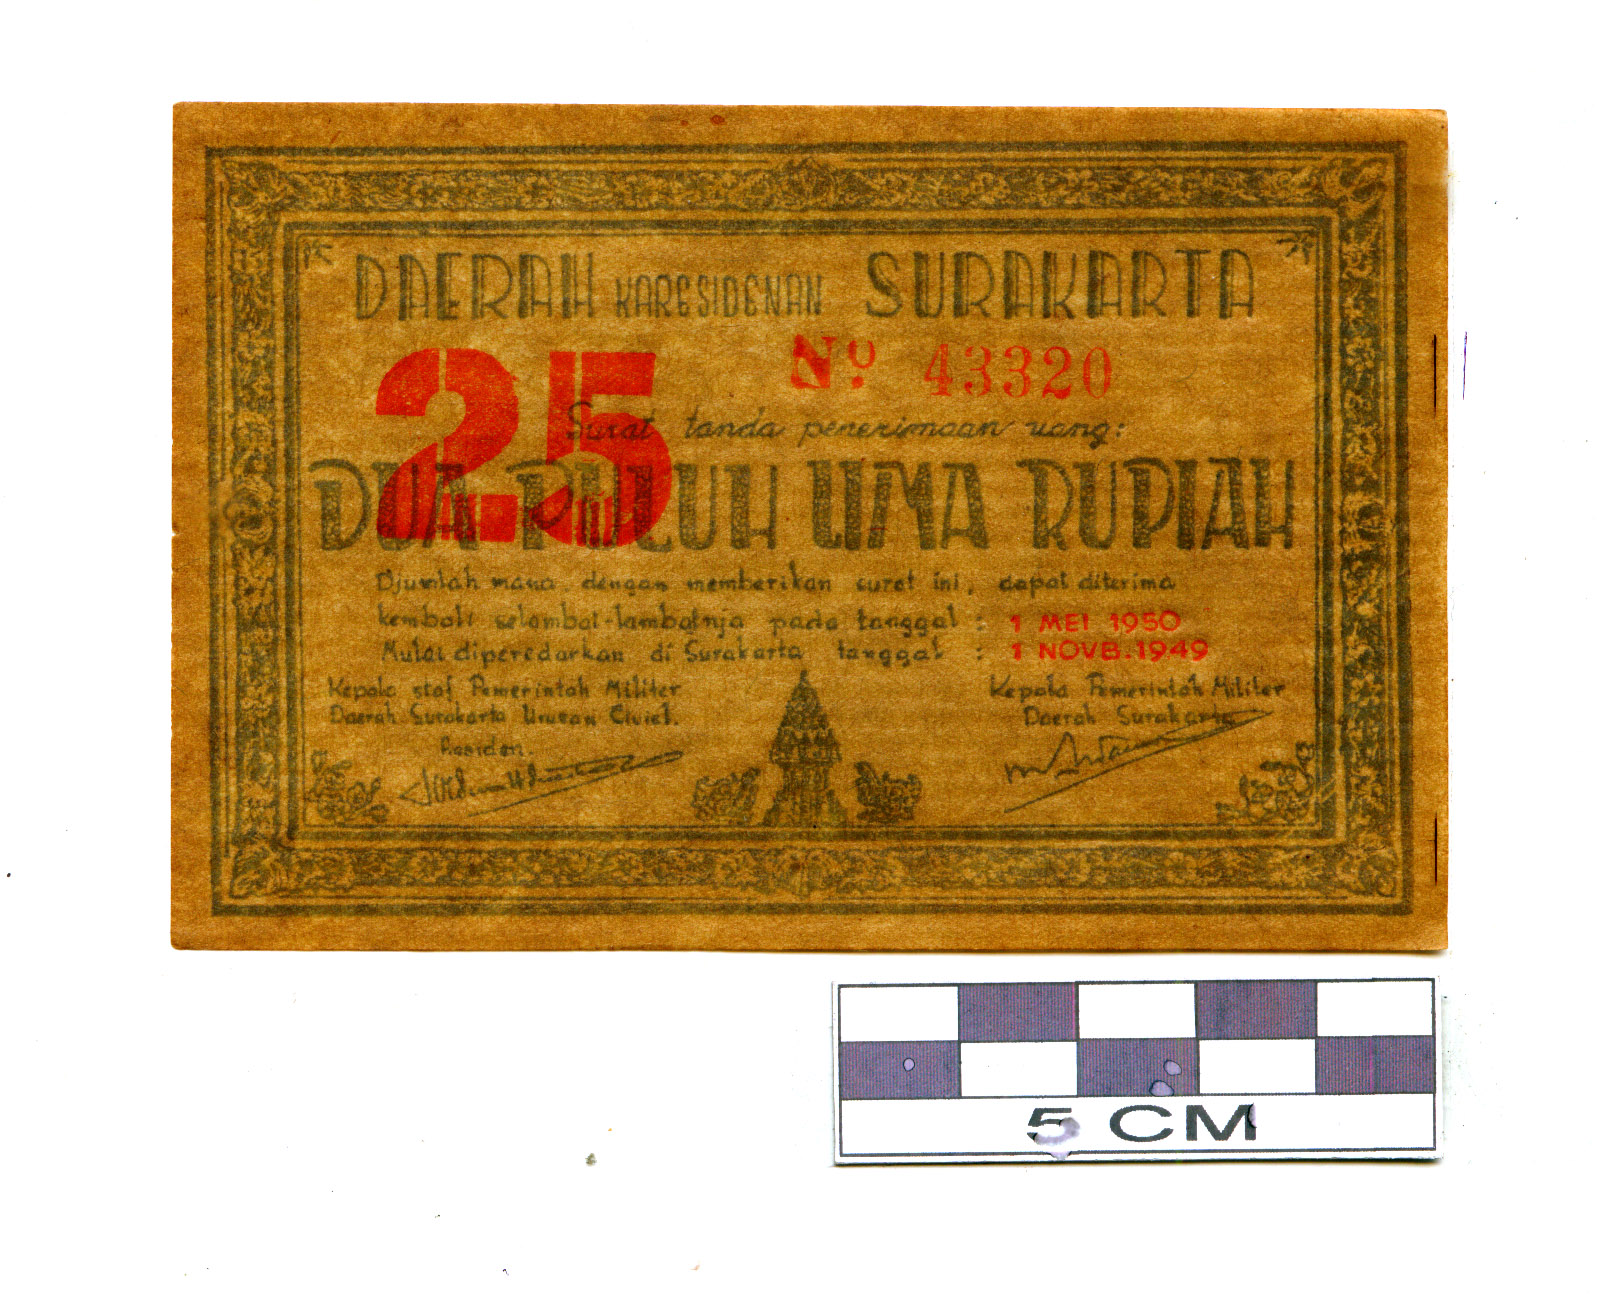 DAERAH KARESIDENAN SURAKARTA
25
No. 43320
Surat tanda penerimaan uang:
DUA PULUH LIMA RUPIAH
Djumlah mana, dengan memberikan surat ini, dapat diterima
kembali selambat-lambatnja pada tanggal : 1 MEI 1950
Mulai diperedarkan di Surakarta tanggal : 1 NOVB. 1949
Kepala staf Pemerintah Militer
Daerah Surakarta Urusan Civiel.
Residen.
Kepala Pemerintah Militer
Daerah Surakarta
5 CM